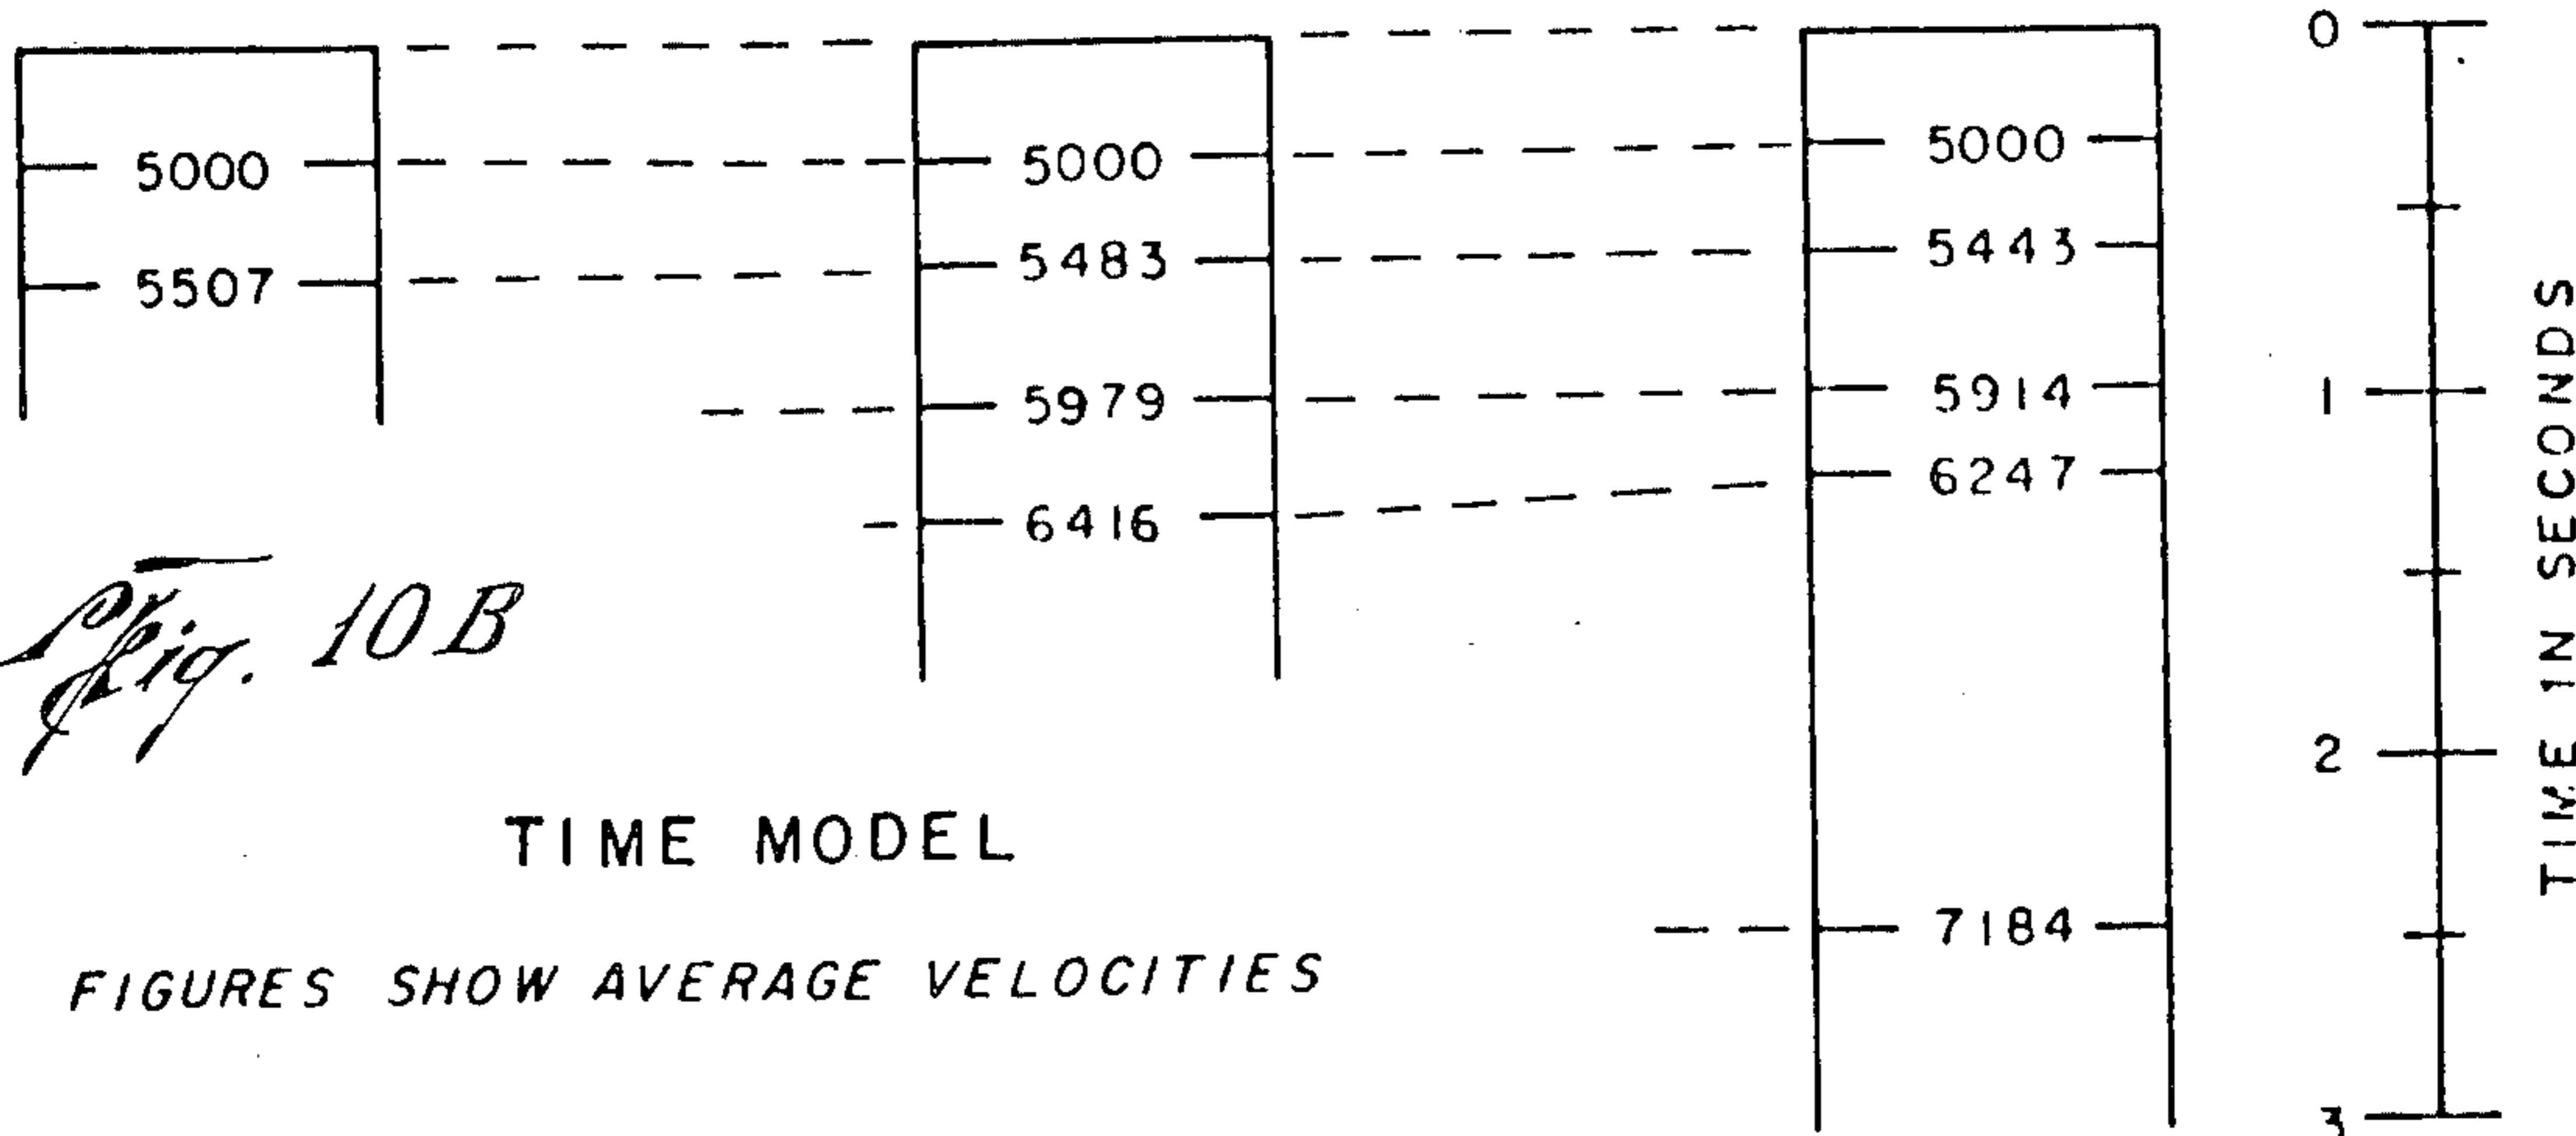 0
5000 5000 5000
5507 5483 5443
5979 5914 1
6416 6247
Fig. 10B
2
TIME MODEL
7184
FIGURES SHOW AVERAGE VELOCITIES
3
TIME IN SECONDS